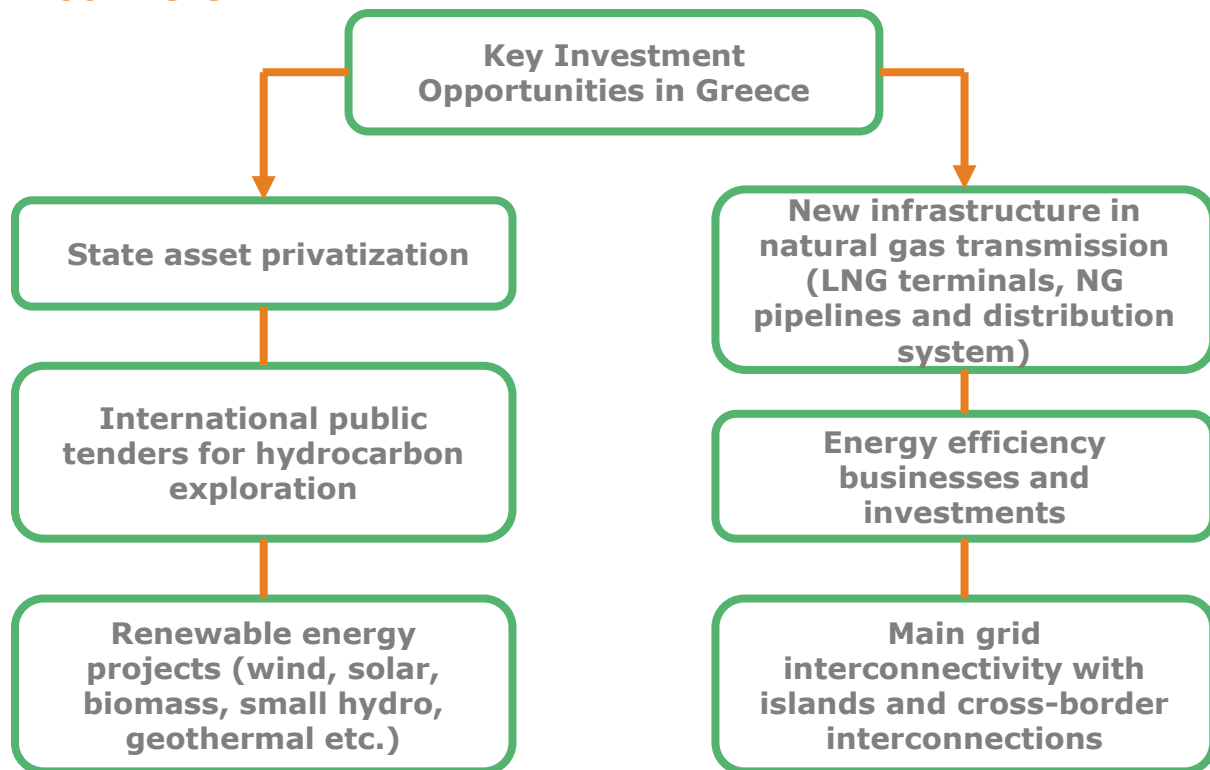 Key Investment
Opportunities in Greece
State asset privatization
International public
tenders for hydrocarbon
exploration
Renewable energy
projects (wind, solar,
biomass, small hydro,
geothermal etc.)
New infrastructure in
natural gas transmission
(LNG terminals, NG
pipelines and distribution
system)
Energy efficiency
businesses and
investments
Main grid
interconnectivity with
islands and cross-border
interconnections